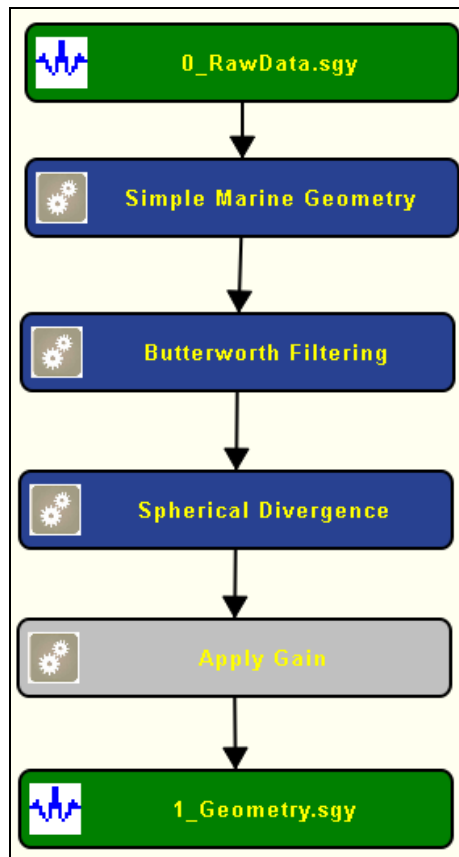 0_RawData.sgy
Simple Marine Geometry
Butterworth Filtering
Spherical Divergence
Apply Gain
1_Geometry.sgy